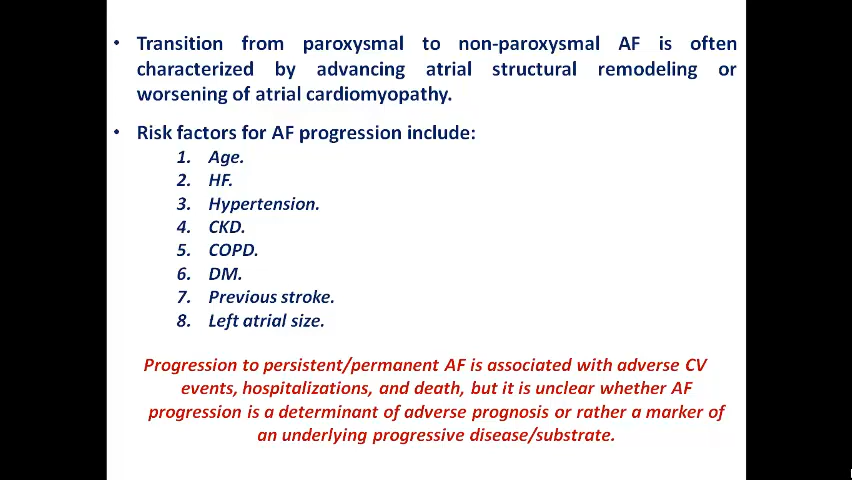 • Transition from paroxysmal to non-paroxysmal AF is often
characterized by advancing atrial structural remodeling or
worsening of atrial cardiomyopathy.
• Risk factors for AF progression include:
1. Age.
2. HF.
3. Hypertension.
4. CKD.
5. COPD.
6. DM.
7. Previous stroke.
8. Left atrial size.
Progression to persistent/permanent AF is associated with adverse CV
events, hospitalizations, and death, but it is unclear whether AF
progression is a determinant of adverse prognosis or rather a marker of
an underlying progressive disease/substrate.